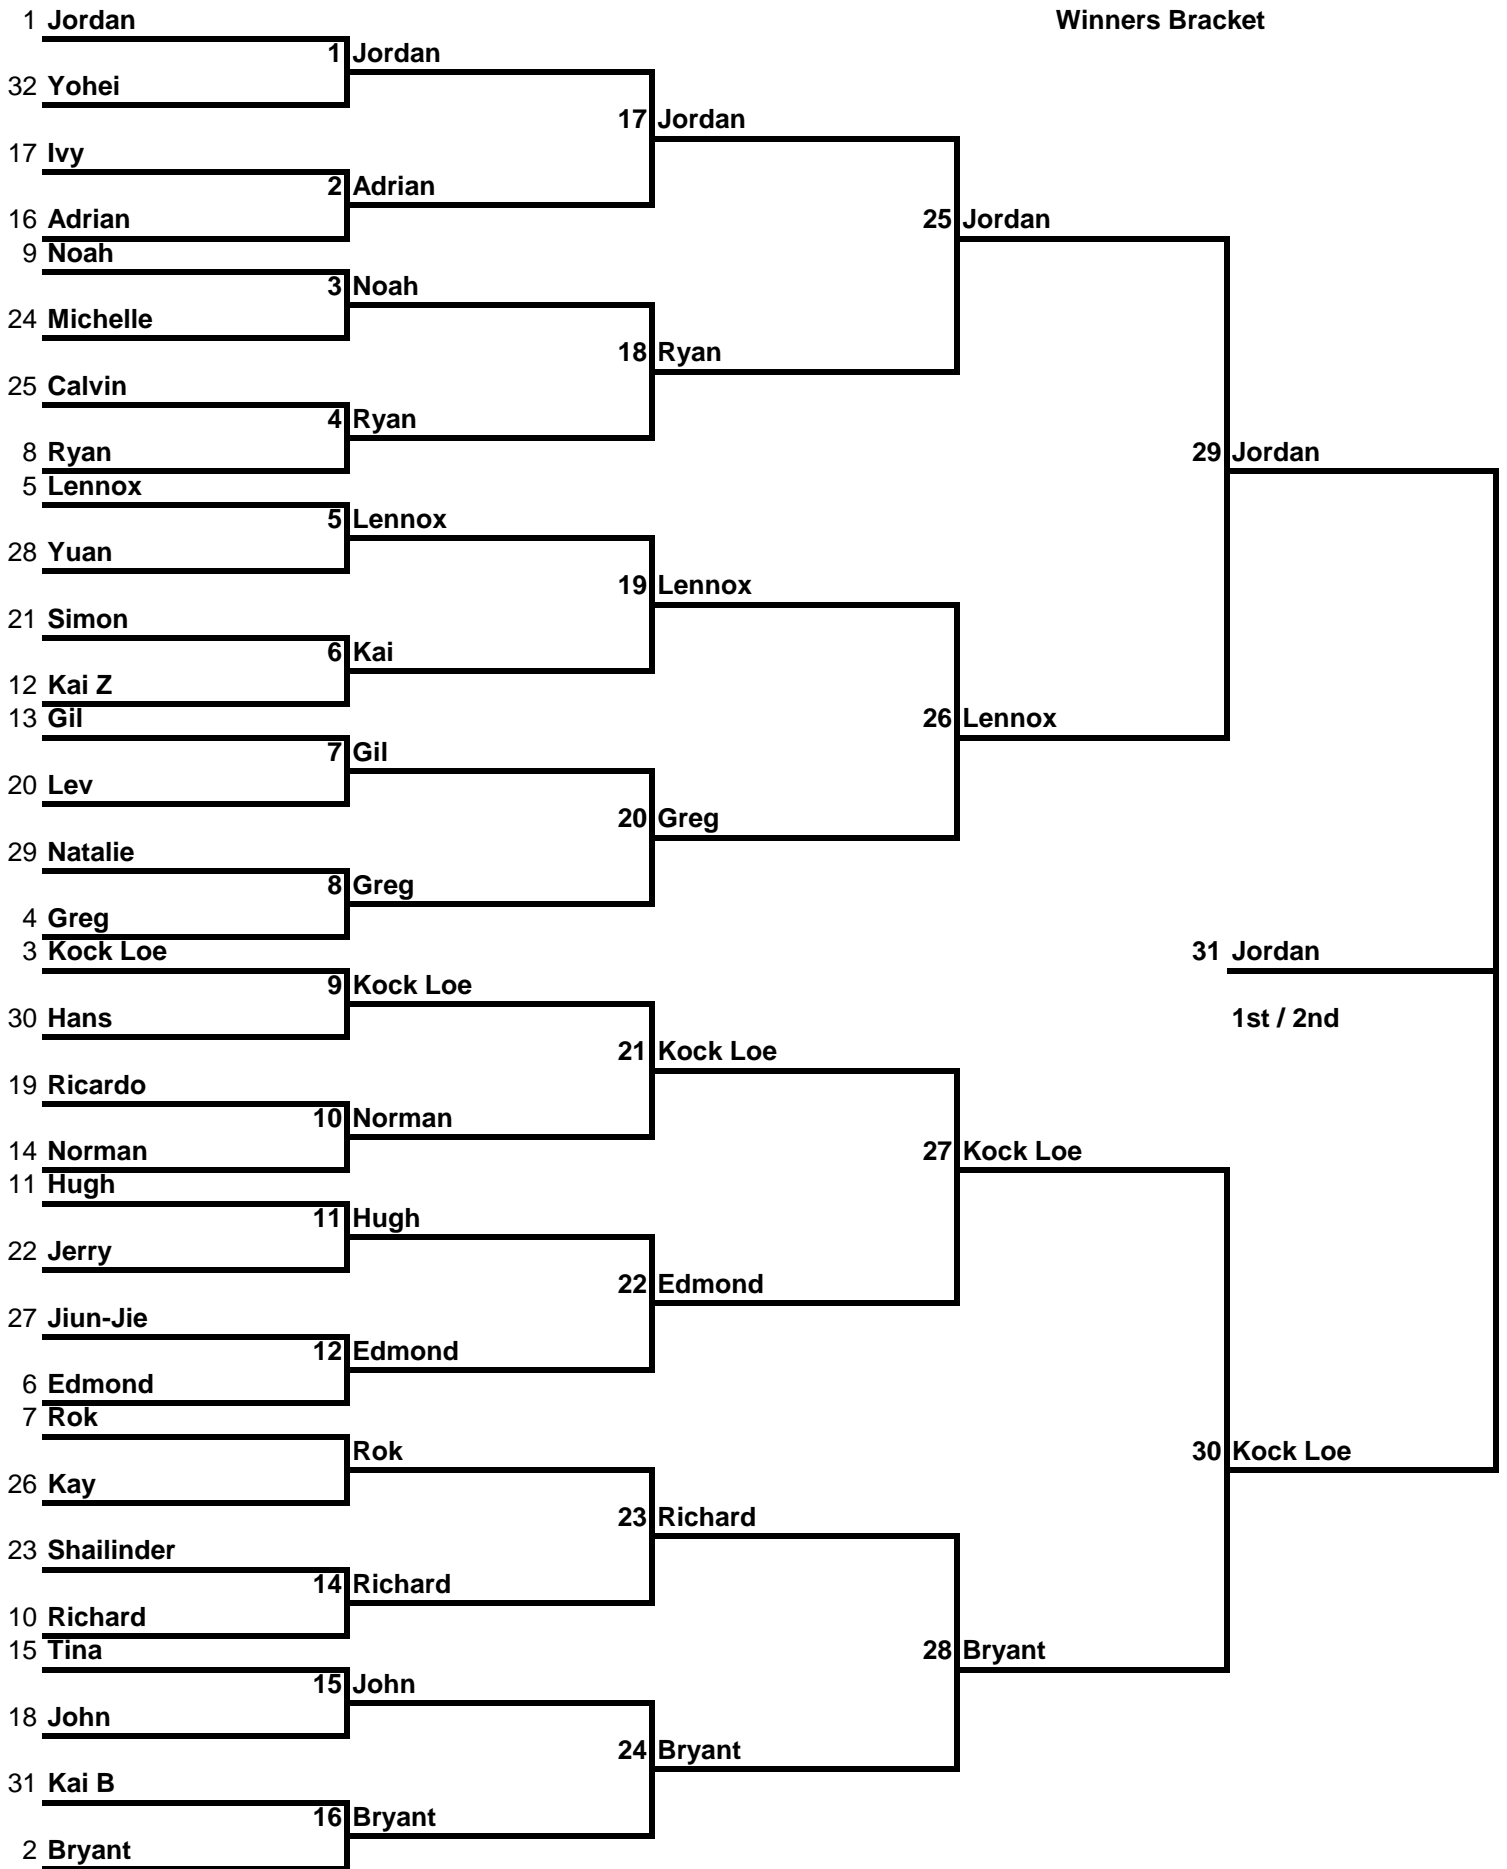 1 Jordan
Winners Bracket
1 Jordan
32 Yohei
17 Jordan
17 Ivy
2 Adrian
16 Adrian
25 Jordan
9 Noah
3 Noah
24 Michelle
18 Ryan
25 Calvin
4 Ryan
8 Ryan
29 Jordan
5 Lennox
5 Lennox
28 Yuan
19 Lennox
21 Simon
6 Kai
12 Kai Z
13 Gil
26 Lennox
7 Gil
20 Lev
20 Greg
29 Natalie
8 Greg
4 Greg
3 Kock Loe
31 Jordan
9 Kock Loe
30 Hans
1st / 2nd
21 Kock Loe
19 Ricardo
10 Norman
14 Norman
27 Kock Loe
11 Hugh
11 Hugh
22 Jerry
22 Edmond
27 Jiun-Jie
12 Edmond
6 Edmond
7 Rok
Rok
30 Kock Loe
26 Kay
23 Richard
23 Shailinder
14 Richard
10 Richard
15 Tina
28 Bryant
15 John
18 John
24 Bryant
31 Kai B
16 Bryant
2 Bryant